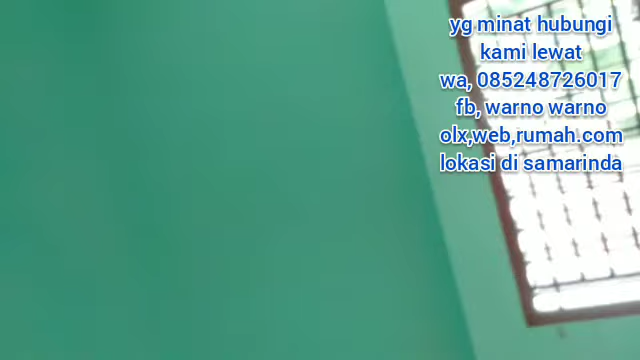 yg minat hubungi
kami lewat
wa, 085248726017
fb, warno warno
olx,web,rumah.com
lokasi di samarinda